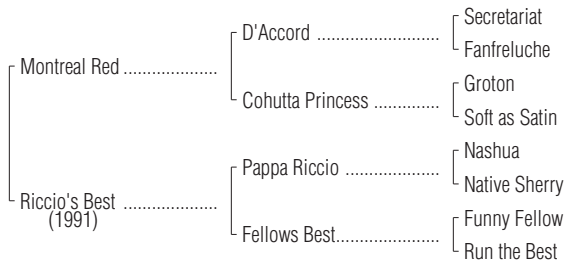 Secretariat
D'Accord ..........................
Fanfreluche
Montreal Red ....................
Groton
Cohutta Princess ..............
Soft as Satin
Nashua
Pappa Riccio ....................
Native Sherry
Riccio's Best ....................
(1991)
Funny Fellow
Fellows Best......................
Run the Best